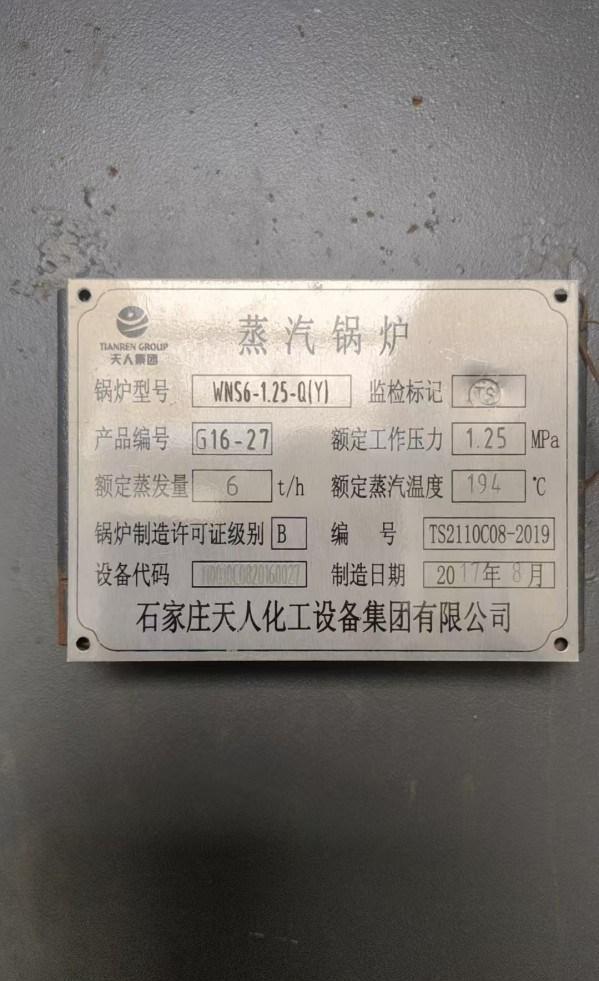 TIANREN GROUP
天人集团
蒸汽锅炉
锅炉型号 WNS6-1.25-Q(Y) 监检标记 TS
产品编号 G16-27 额定工作压力 1.25 MPa
额定蒸发量 6 t/h 额定蒸汽温度 194 ℃
锅炉制造许可证级别 B 编号 TS2110C08-2019
设备代码 制造日期 2017年8月
石家庄天人化工设备集团有限公司